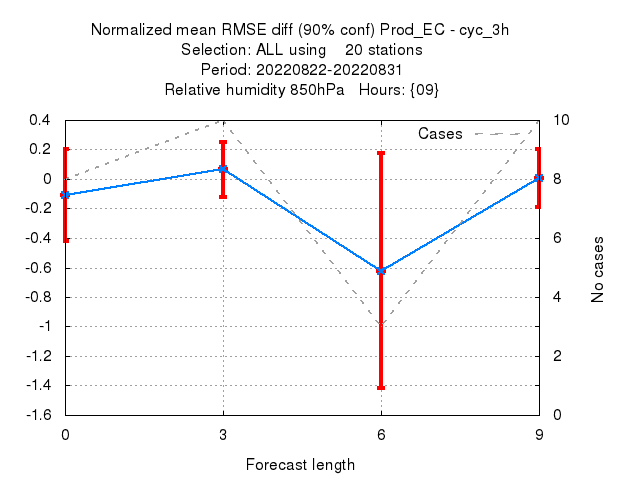 Normalized mean RMSE diff (90% conf) Prod_EC - cyc_3h
Selection: ALL using    20 stations
Period: 20220822-20220831
Relative humidity 850hPa   Hours: {09}
Cases
0.4
0.2
0
-0.2
-0.4
-0.6
-0.8
-1
-1.2
-1.4
-1.6
10
8
6
4
2
0
No cases
0 3 6 9
Forecast length